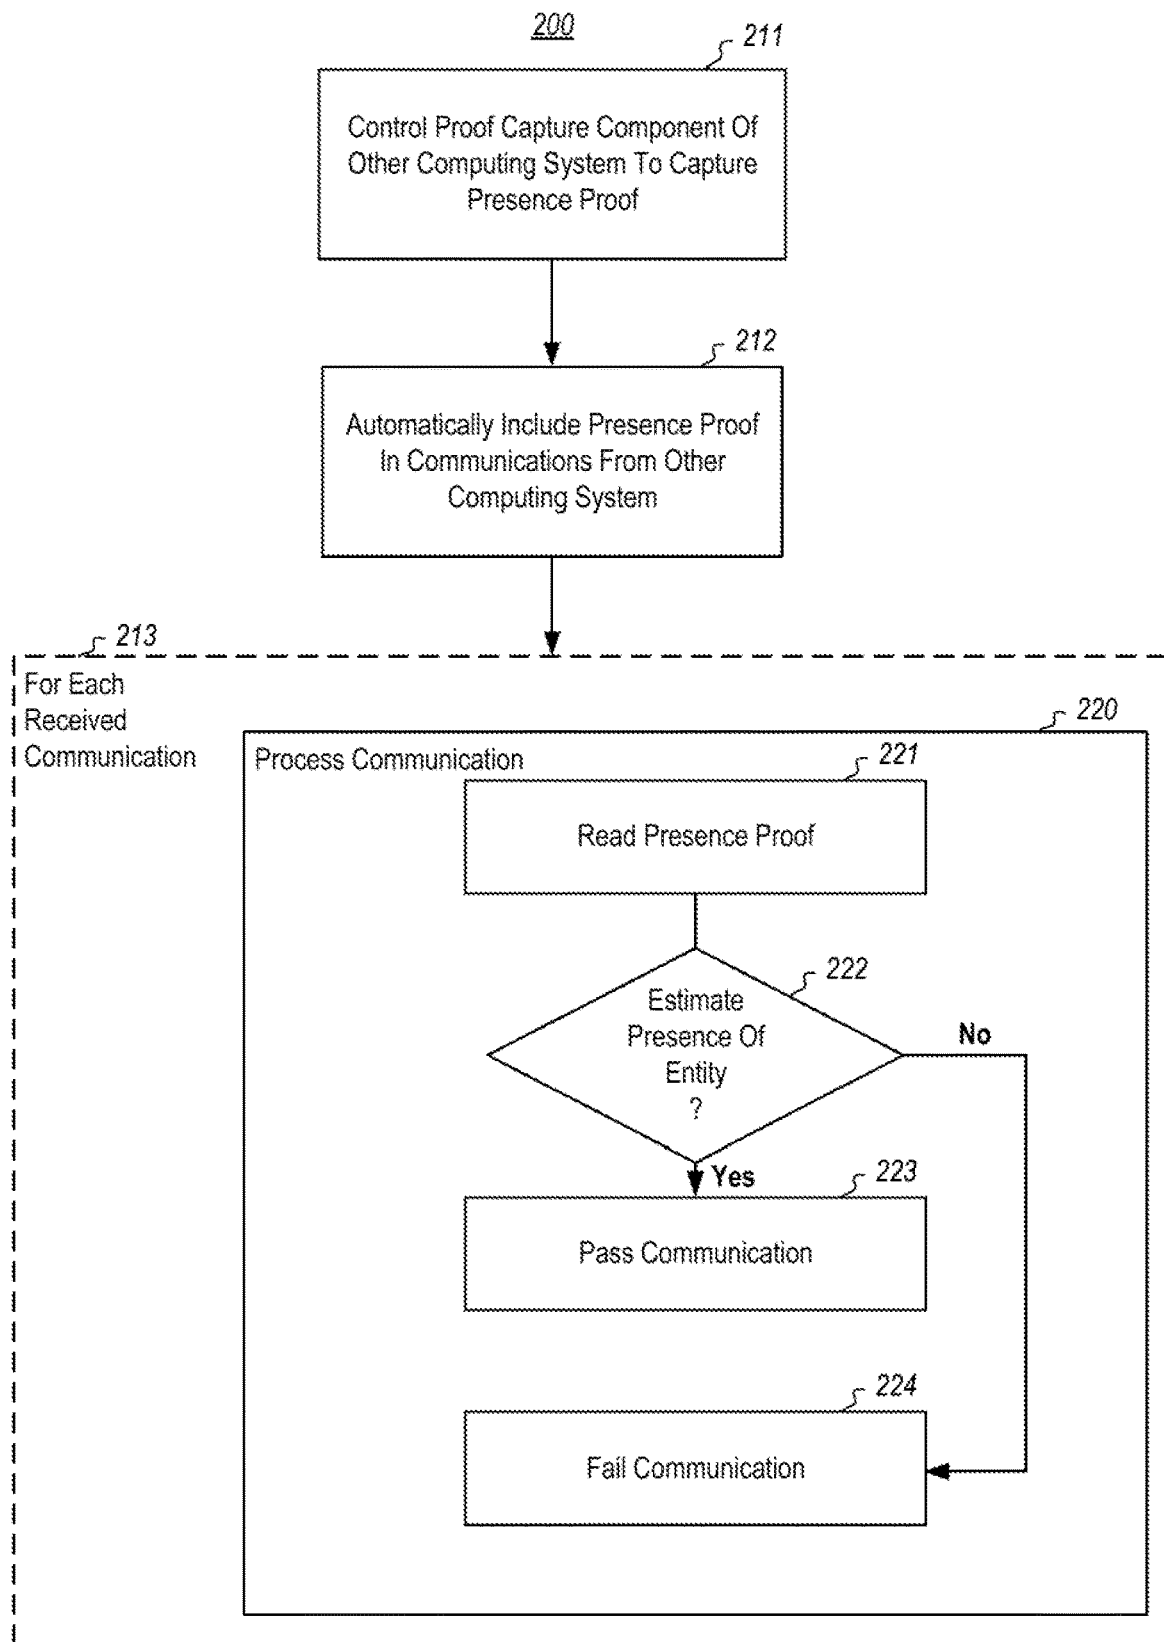 200
211
Control Proof Capture Component Of
Other Computing System To Capture
Presence Proof
212
Automatically Include Presence Proof
In Communications From Other
Computing System
213
For Each
Received
Communication
220
Process Communication
221
Read Presence Proof
222
Estimate
Presence Of
Entity
?
No
Yes
223
Pass Communication
224
Fail Communication